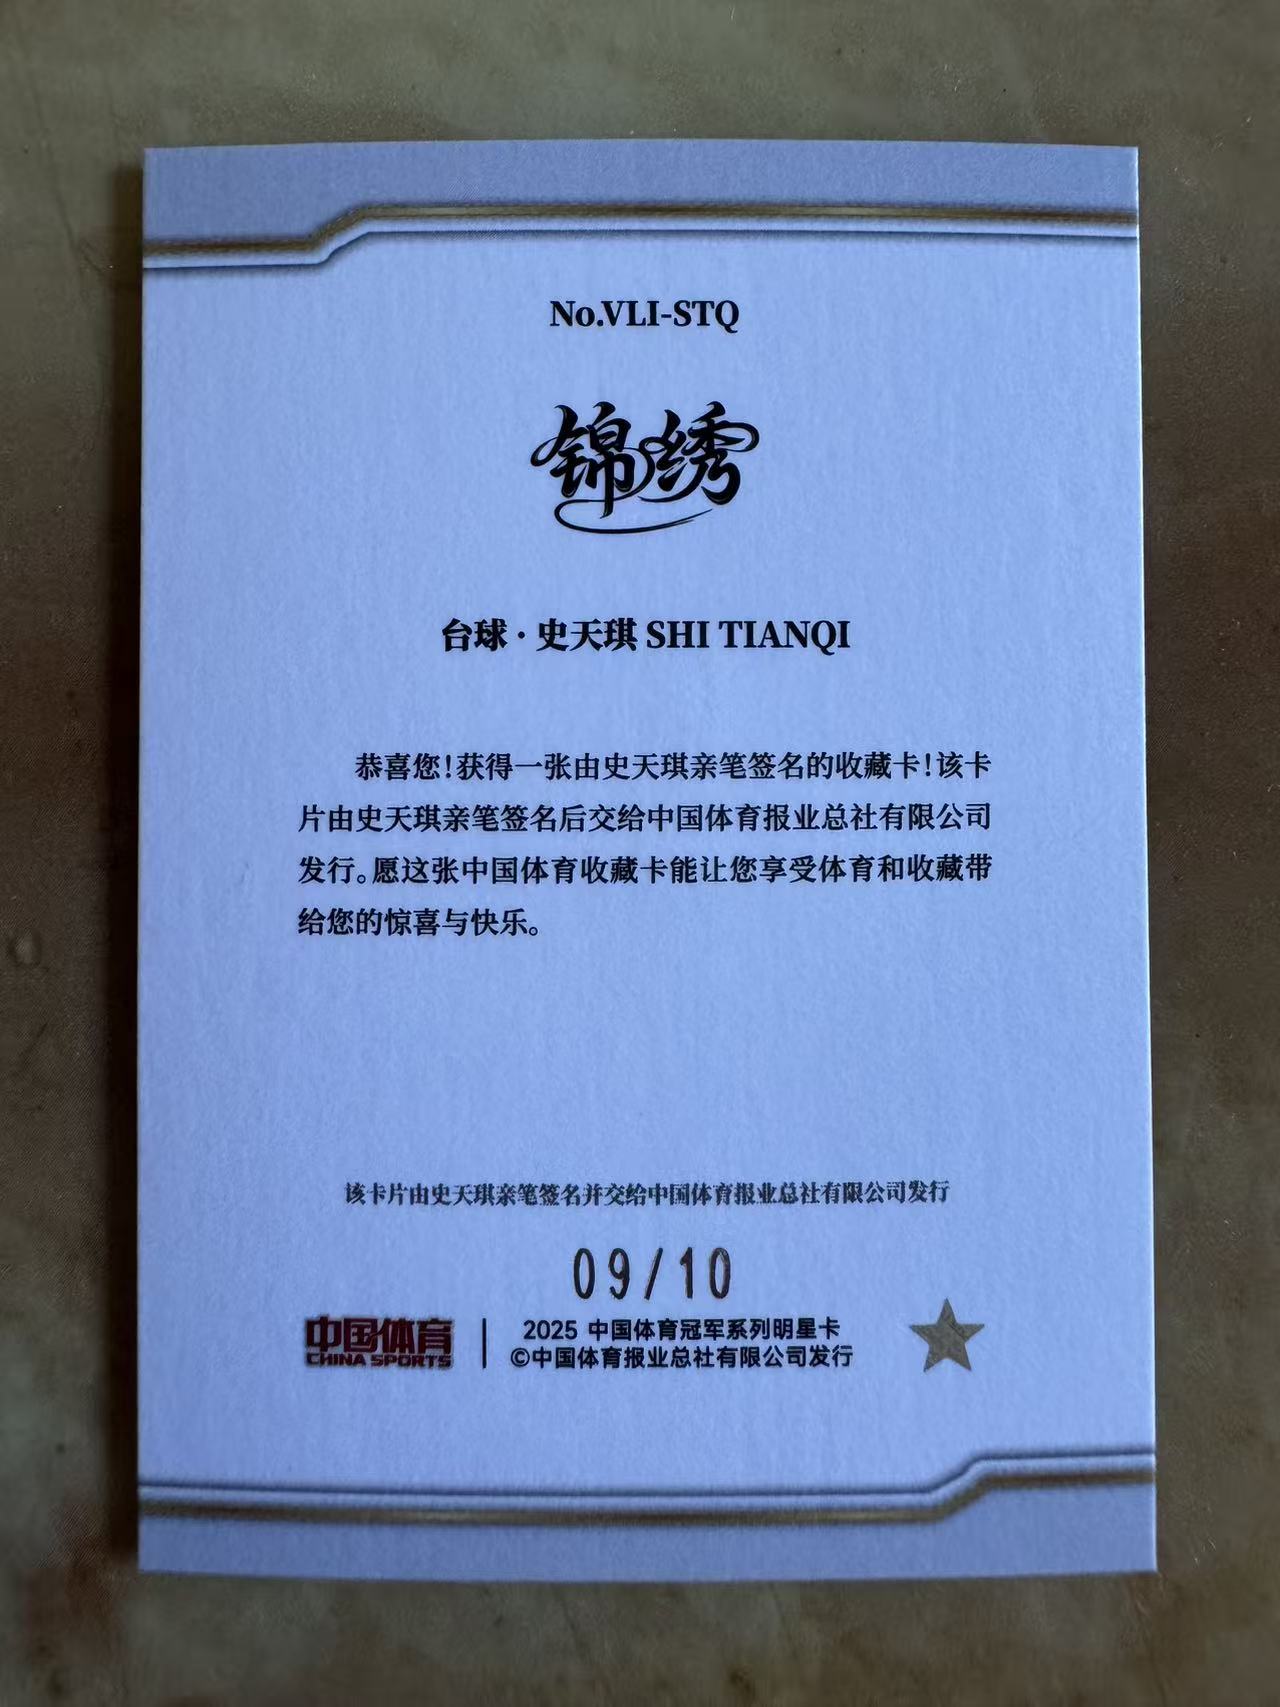 No.VLI-STQ
锦绣
台球·史天琪 SHI TIANQI
恭喜您!获得一张由史天琪亲笔签名的收藏卡!该卡
片由史天琪亲笔签名后交给中国体育报业总社有限公司
发行。愿这张中国体育收藏卡能让您享受体育和收藏带
给您的惊喜与快乐。
该卡片由史天琪亲笔签名并交给中国体育报业总社有限公司发行
09/10
中国体育
CHINA SPORTS
2025 中国体育冠军系列明星卡
©中国体育报业总社有限公司发行